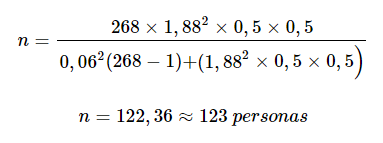 n = \frac{268 × 1,88² × 0,5 × 0,5}{0,06²(268 − 1)+(1,88² × 0,5 × 0,5)}
n = 122,36 ≈ 123 personas